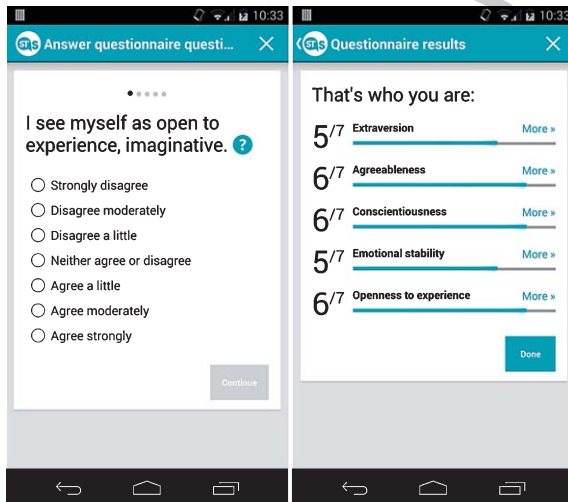 10:33
STS Answer questionnaire questi...
I see myself as open to
experience, imaginative. ?
Strongly disagree
Disagree moderately
Disagree a little
Neither agree or disagree
Agree a little
Agree moderately
Agree strongly
Continue
10:33
STS Questionnaire results
That's who you are:
5/7 Extraversion More »
6/7 Agreeableness More »
6/7 Conscientiousness More »
5/7 Emotional stability More »
6/7 Openness to experience More »
Done